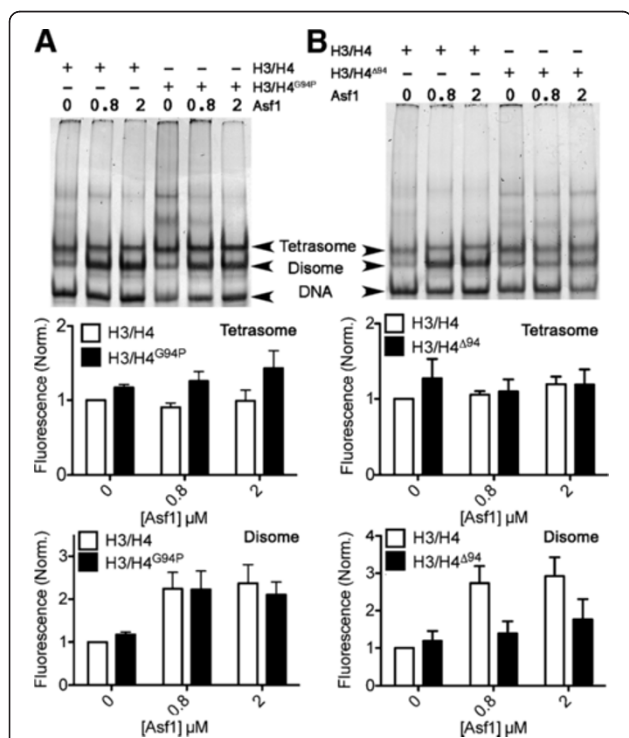 A
+ + + – – – H3/H4
– – – + + + H3/H4G94P
0 0.8 2 0 0.8 2 Asf1
B
H3/H4 + + + – – –
H3/H4Δ94 – – – + + +
Asf1 0 0.8 2 0 0.8 2
Tetrasome
Disome
DNA
H3/H4 Tetrasome
H3/H4G94P
Fluorescence (Norm.)
2
1
0
0 0.8 2
[Asf1] µM
H3/H4 Tetrasome
H3/H4Δ94
Fluorescence (Norm.)
2
1
0
0 0.8 2
[Asf1] µM
H3/H4 Disome
H3/H4G94P
Fluorescence (Norm.)
2
1
0
0 0.8 2
[Asf1] µM
H3/H4 Disome
H3/H4Δ94
Fluorescence (Norm.)
4
3
2
1
0
0 0.8 2
[Asf1] µM